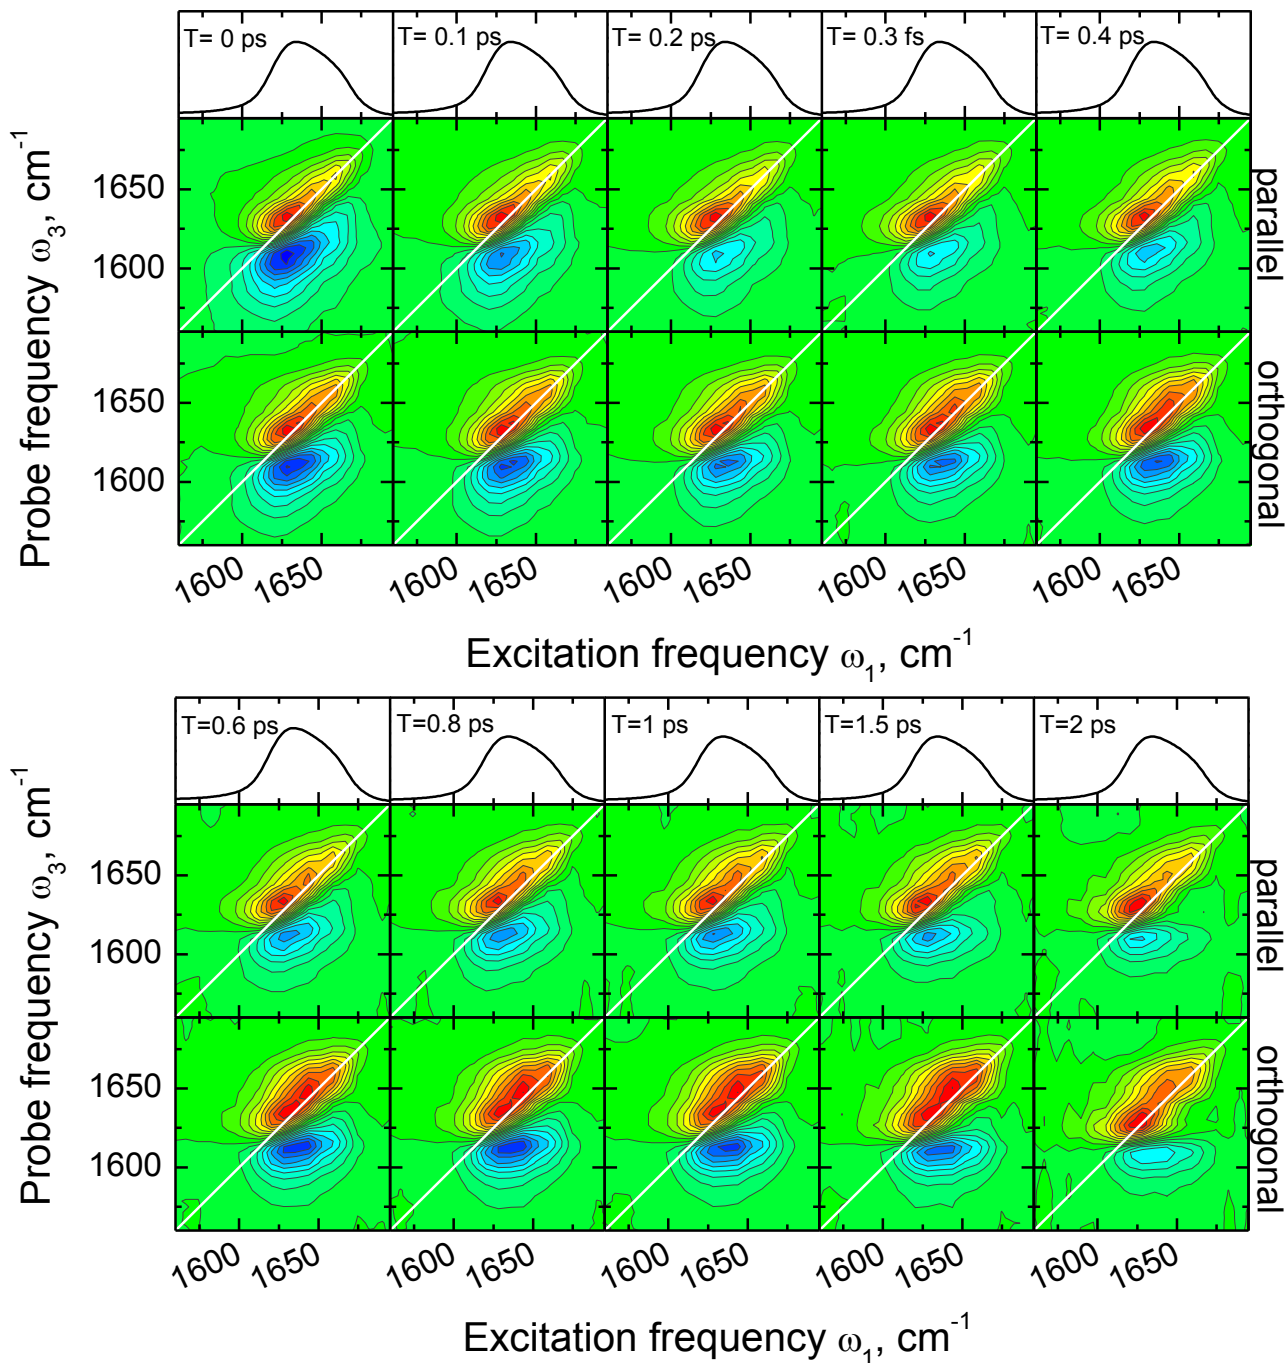 T= 0 ps
T= 0.1 ps
T= 0.2 ps
T= 0.3 fs
T= 0.4 ps
Probe frequency ω₃, cm⁻¹
1650
1600
parallel
1650
1600
orthogonal
1600
1650
1600
1650
1600
1650
1600
1650
1600
1650
Excitation frequency ω₁, cm⁻¹
T=0.6 ps
T=0.8 ps
T=1 ps
T=1.5 ps
T=2 ps
Probe frequency ω₃, cm⁻¹
1650
1600
parallel
1650
1600
orthogonal
1600
1650
1600
1650
1600
1650
1600
1650
1600
1650
Excitation frequency ω₁, cm⁻¹